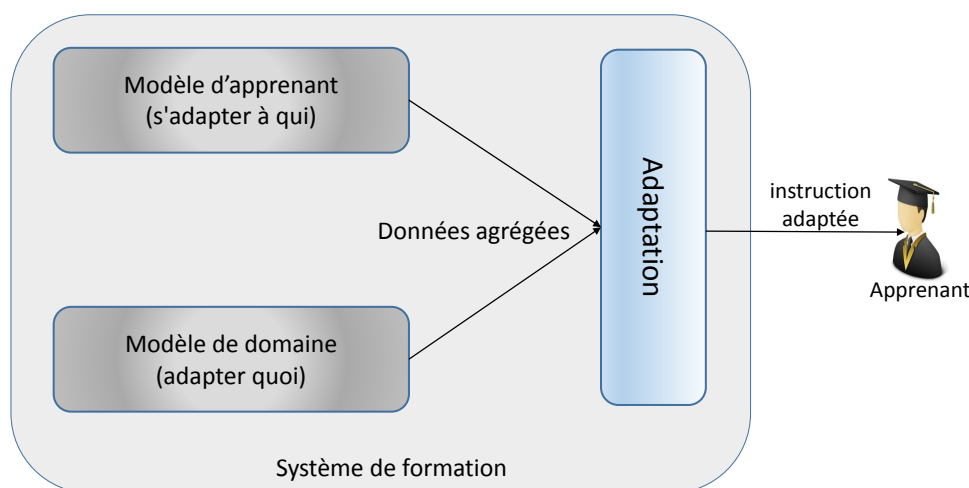 Modèle d’apprenant
(s'adapter à qui)
Adaptation
instruction
adaptée
Données agrégées
Apprenant
Modèle de domaine
(adapter quoi)
Système de formation